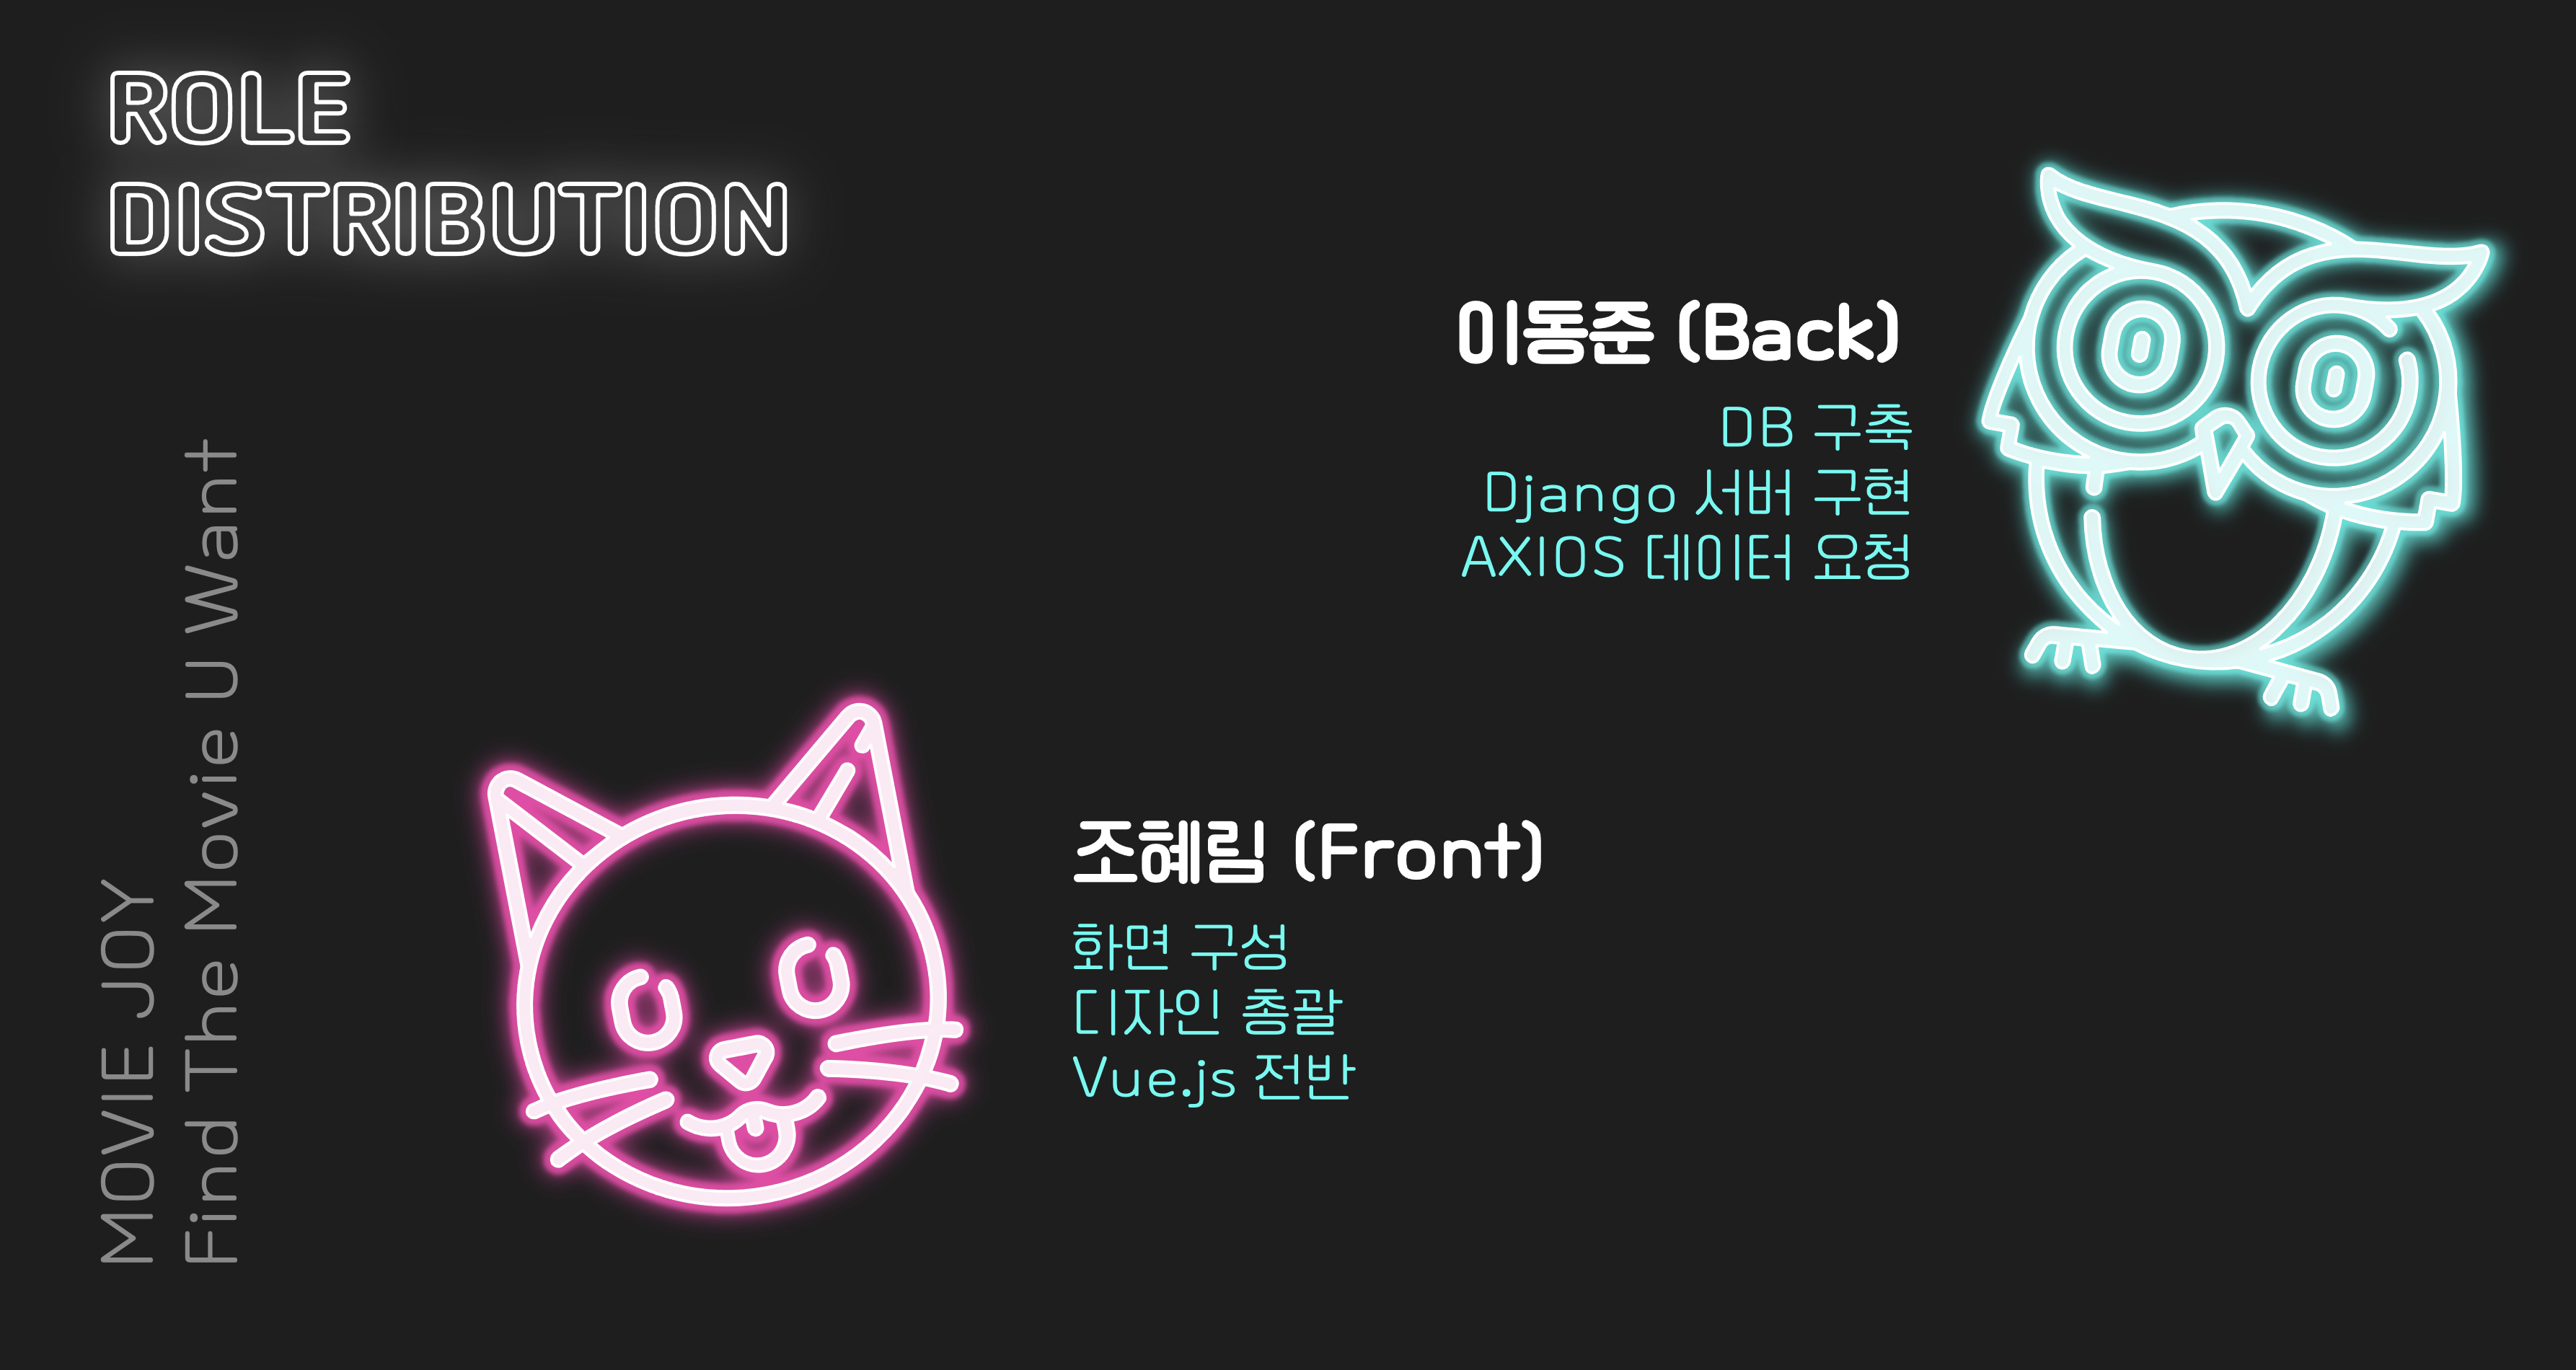 ROLE
DISTRIBUTION
이동준 (Back)
DB 구축
Django 서버 구현
AXIOS 데이터 요청
조혜림 (Front)
화면 구성
디자인 총괄
Vue.js 전반
MOVIE JOY
Find The Movie U Want